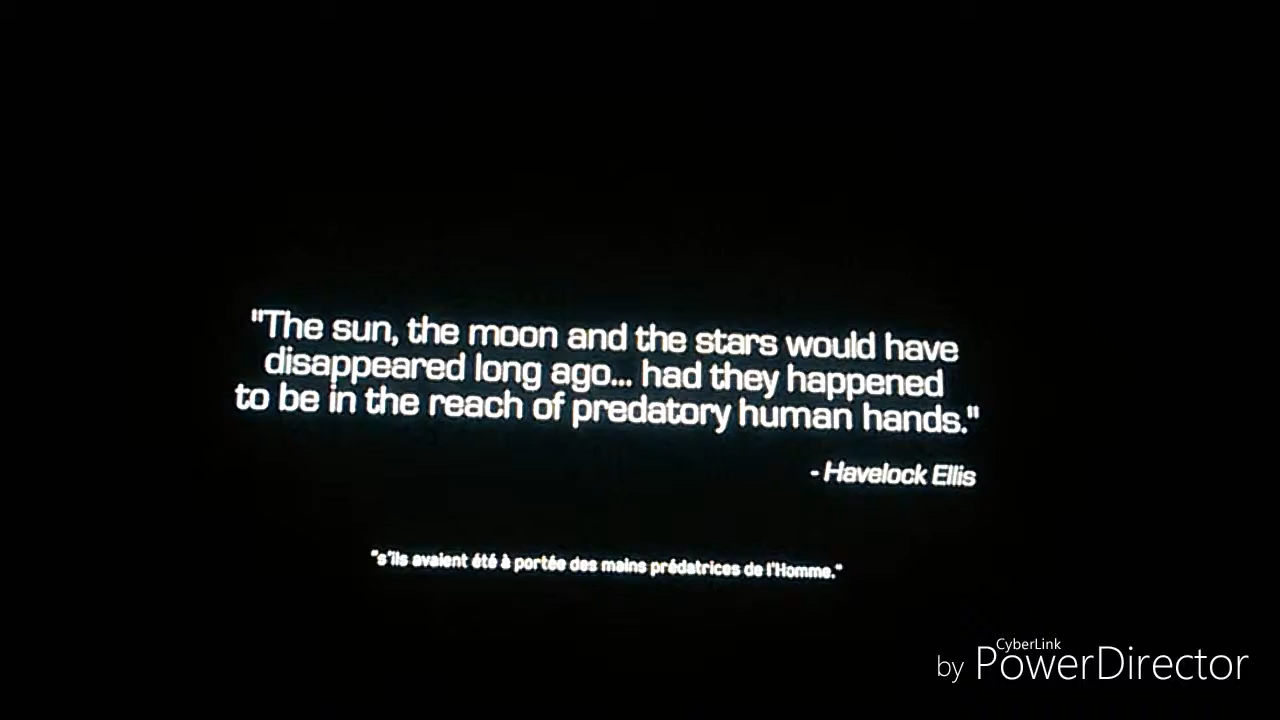 "The sun, the moon and the stars would have
disappeared long ago... had they happened
to be in the reach of predatory human hands."
- Havelock Ellis
"s'ils avaient été à portée des mains prédatrices de l'Homme."
CyberLink
by PowerDirector